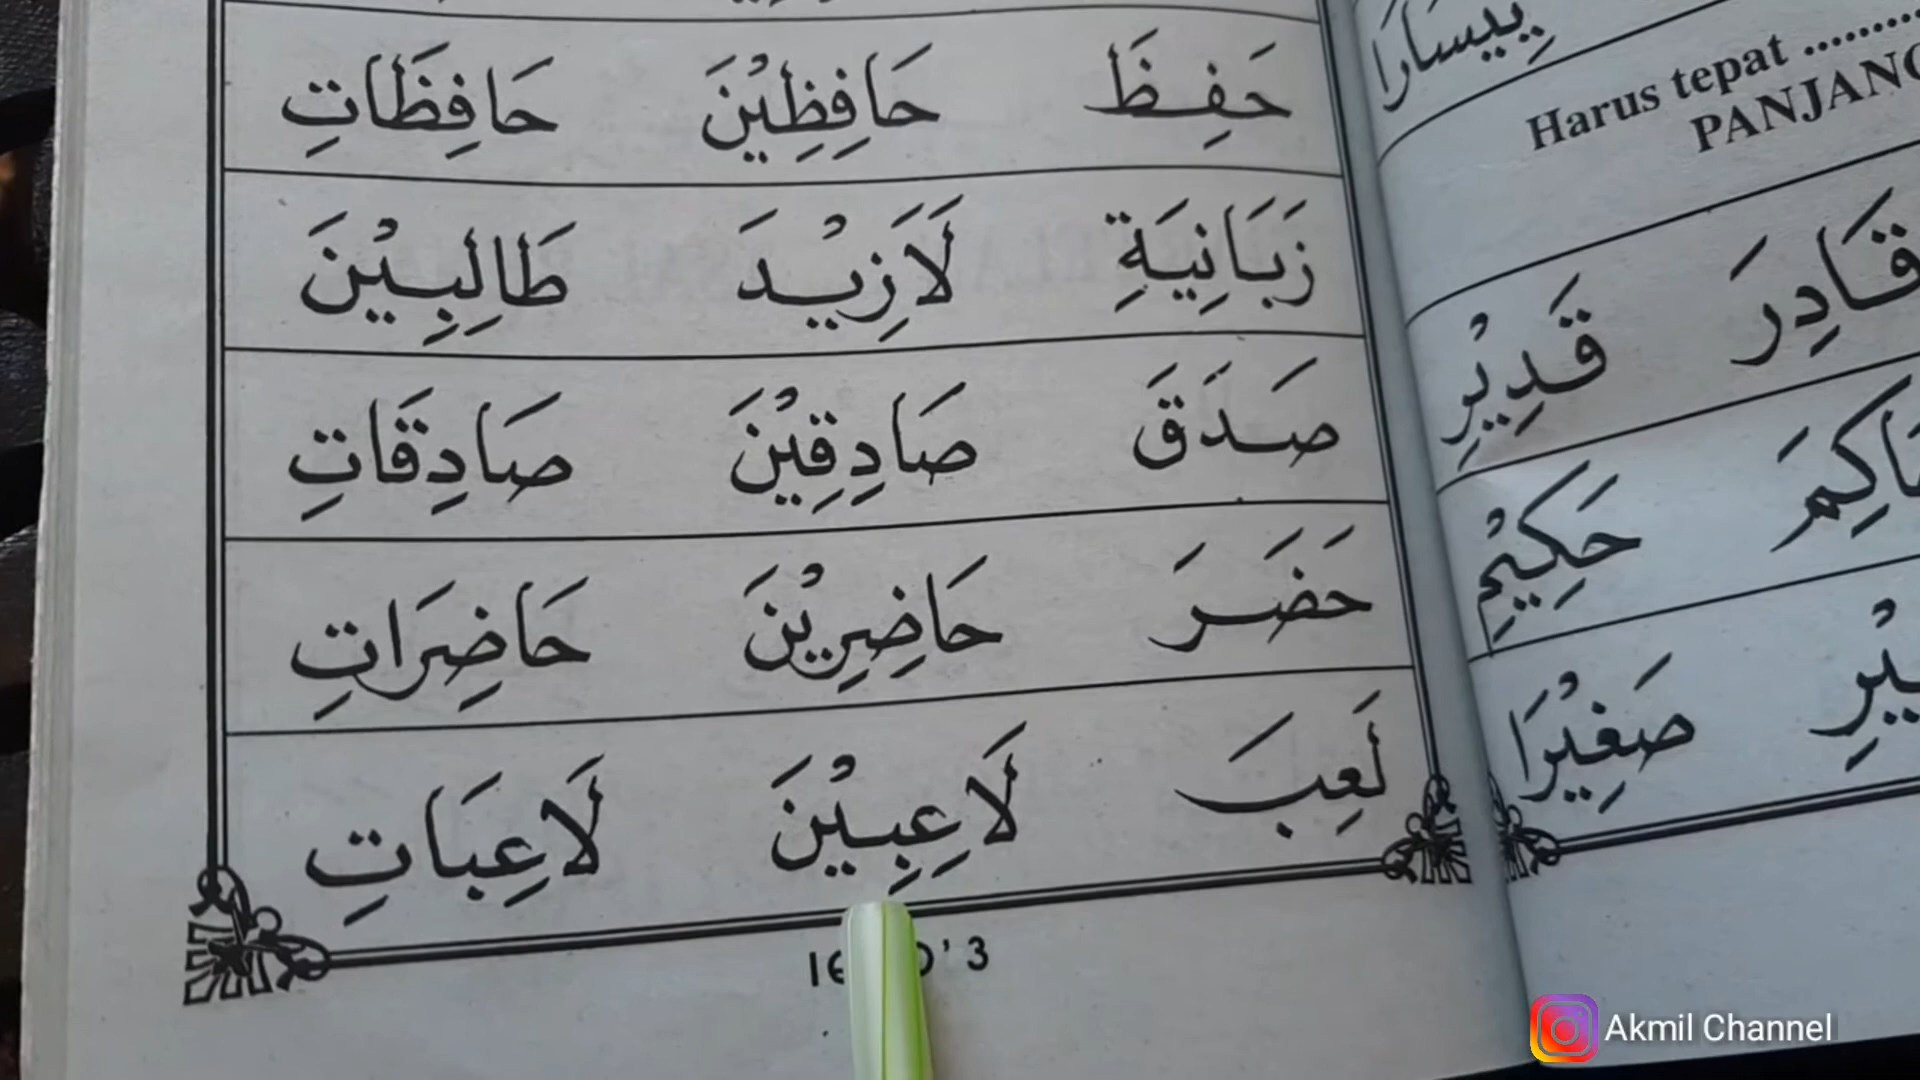 حَفِظَ حَافِظِيْنَ حَافِظَاتِ
زَبَانِيَةِ لَازِيْدَ طَالِبِيْنَ
صَدَقَ صَادِقِيْنَ صَادِقَاتِ
حَضَرَ حَاضِرِيْنَ حَاضِرَاتِ
لَعِبَ لَاعِبِيْنَ لَاعِبَاتِ
Harus tepat ..........
قَادِرَ قَدِيْرِ
حَكِيْمِ
صَغِيْرَا
Akmil Channel